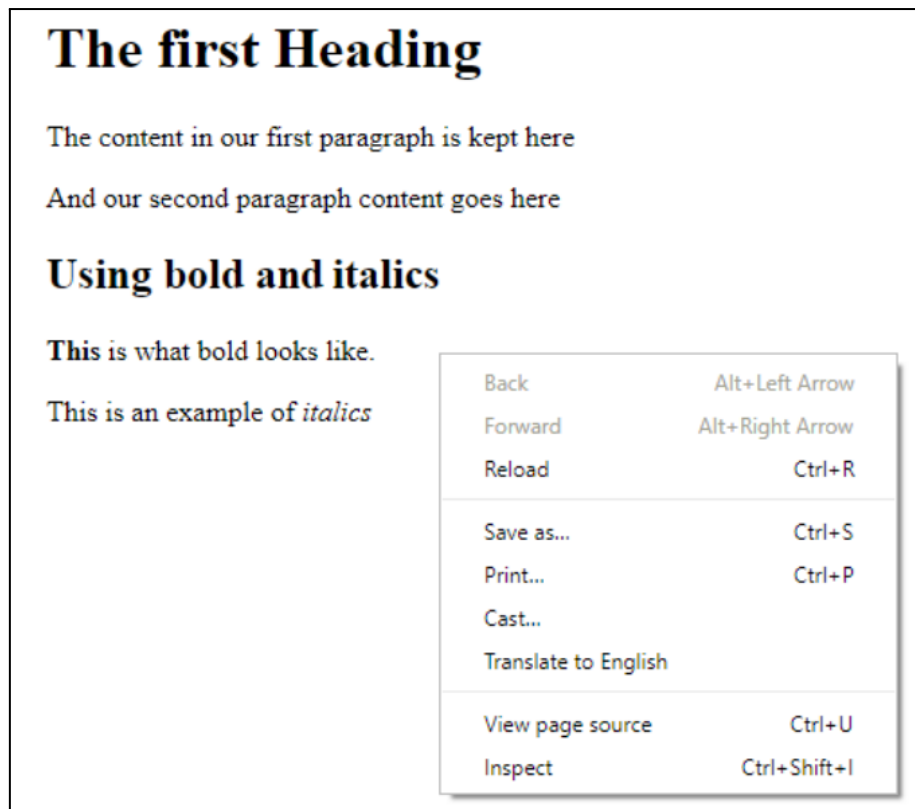 The first Heading
The content in our first paragraph is kept here
And our second paragraph content goes here
Using bold and italics
This is what bold looks like.
This is an example of italics
Back Alt+Left Arrow
Forward Alt+Right Arrow
Reload Ctrl+R
Save as... Ctrl+S
Print... Ctrl+P
Cast...
Translate to English
View page source Ctrl+U
Inspect Ctrl+Shift+I